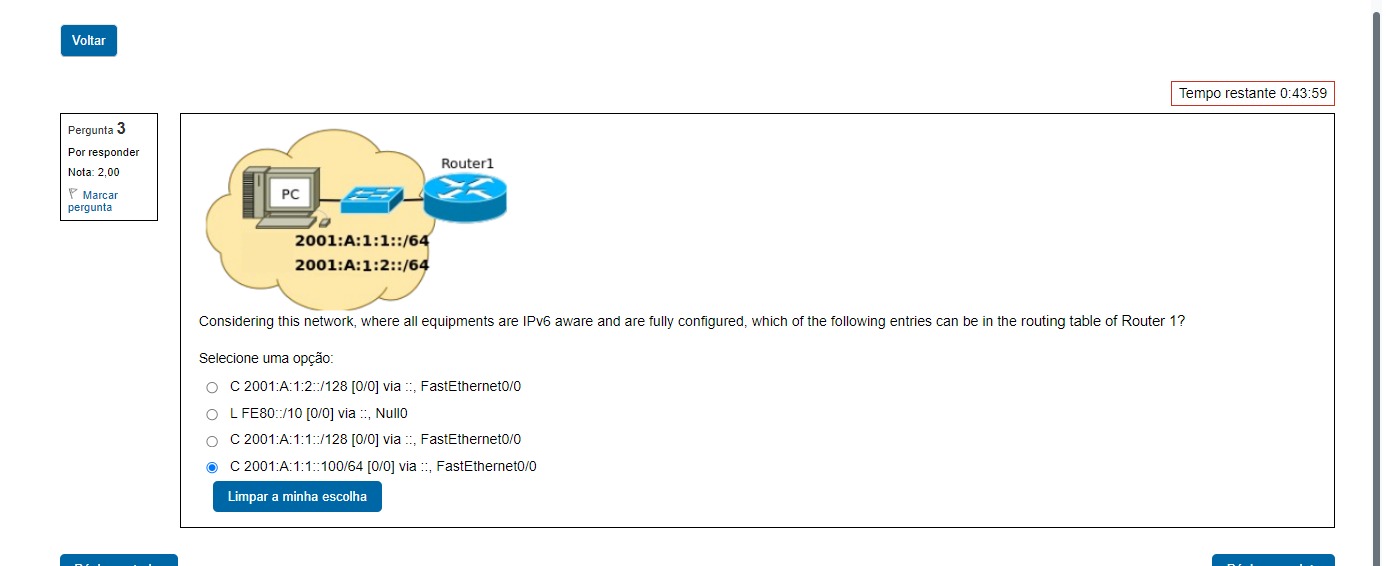 Voltar
Tempo restante 0:43:59
Pergunta 3
Por responder
Nota: 2,00
Marcar
pergunta
Router1
PC
2001:A:1:1::/64
2001:A:1:2::/64
Considering this network, where all equipments are IPv6 aware and are fully configured, which of the following entries can be in the routing table of Router 1?
Selecione uma opção:
C 2001:A:1:2::/128 [0/0] via ::, FastEthernet0/0
L FE80::/10 [0/0] via ::, Null0
C 2001:A:1:1::/128 [0/0] via ::, FastEthernet0/0
C 2001:A:1:1::100/64 [0/0] via ::, FastEthernet0/0
Limpar a minha escolha